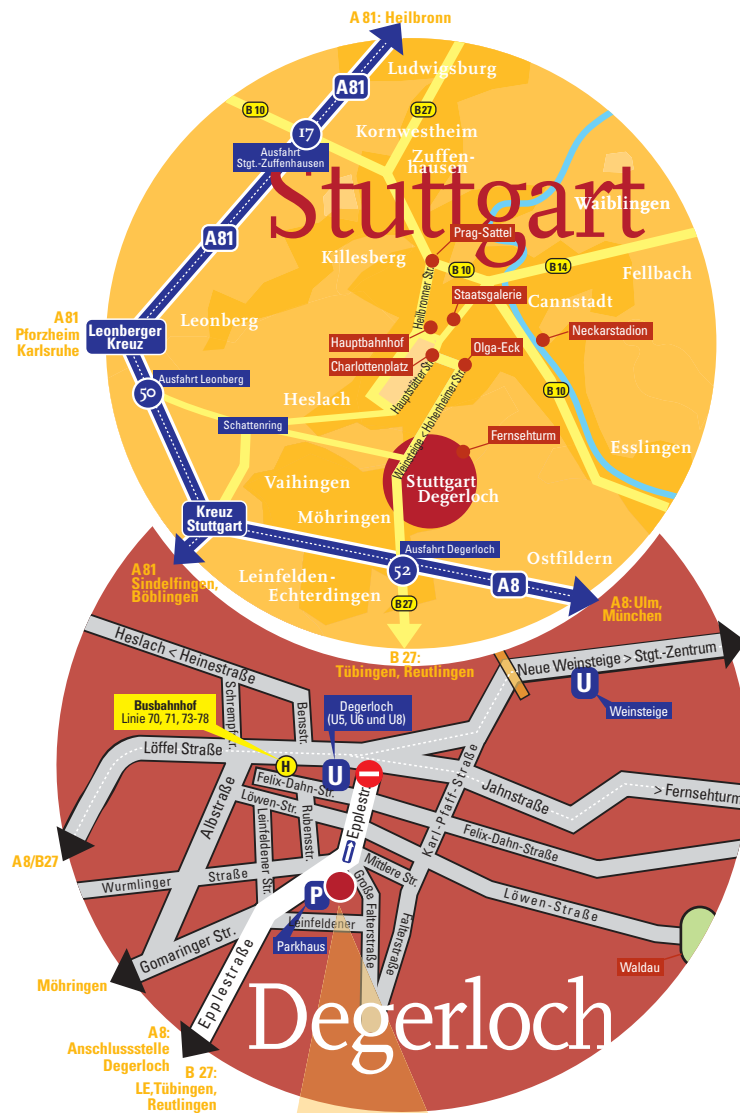 A 81: Heilbronn
Ludwigsburg
A81
B 10
B27
17
Kornwestheim
Ausfahrt
Stgt.-Zuffenhausen
Zuffen-
hausen
Stuttgart
Waiblingen
A81
Prag-Sattel
Killesberg
B 10
B14
Fellbach
Heilbronner Str.
Staatsgalerie
Cannstadt
A81
Pforzheim
Karlsruhe
Leonberger
Kreuz
Leonberg
Hauptbahnhof
Neckarstadion
Olga-Eck
Charlottenplatz
Ausfahrt Leonberg
50
Hauptstätter Str.
Heslach
B 10
Schattenring
Weinsteige < Hohenheimer Str.
Fernsehturm
Esslingen
Vaihingen
Stuttgart
Degerloch
Kreuz
Stuttgart
Möhringen
Ausfahrt Degerloch
Ostfildern
A81
Sindelfingen,
Böblingen
Leinfelden-
Echterdingen
52
A8
B27
A8: Ulm,
München
B 27:
Tübingen, Reutlingen
Heslach < Heinestraße
Neue Weinsteige > Stgt.-Zentrum
U
Weinsteige
Schrempfstr.
Bensstr.
Busbahnhof
Linie 70, 71, 73-78
Degerloch
(U5, U6 und U8)
Löffel Straße
H
U
Felix-Dahn-Str.
Jahnstraße
> Fernsehturm
Karl-Pfaff-Straße
Albstraße
Löwen-Str.
Leinfeldener Str.
Rubensstr.
Epplestr.
Felix-Dahn-Straße
A8/B27
Wurmlinger Straße
Mittlere Str.
Löwen-Straße
P
Große Falterstraße
Falterstraße
Leinfeldener
Parkhaus
Gomaringer Str.
Waldau
Möhringen
Epplestraße
Degerloch
A8:
Anschlussstelle
Degerloch
B 27:
LE,Tübingen,
Reutlingen